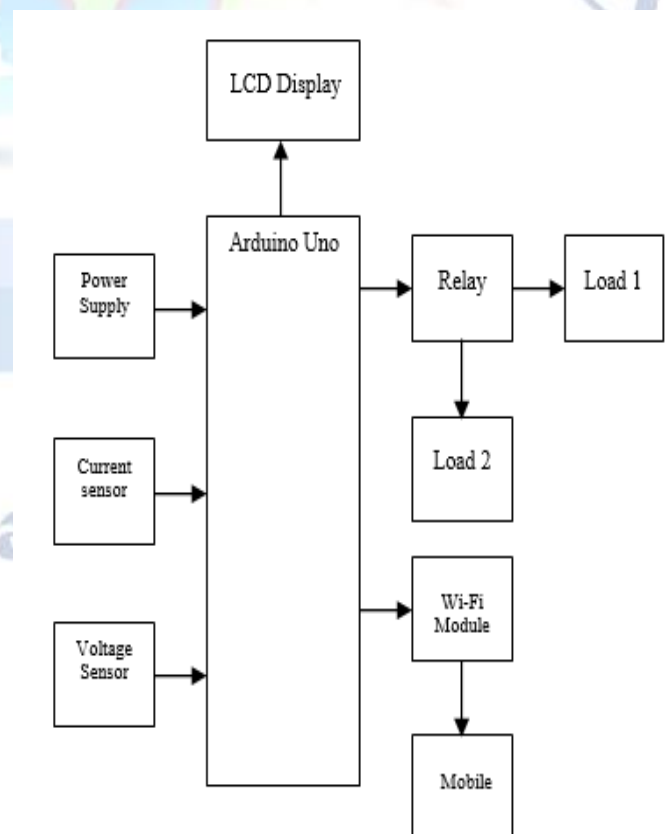 LCD Display
Arduino Uno
Power
Supply
Relay
Load 1
Current
sensor
Load 2
Wi-Fi
Module
Voltage
Sensor
Mobile